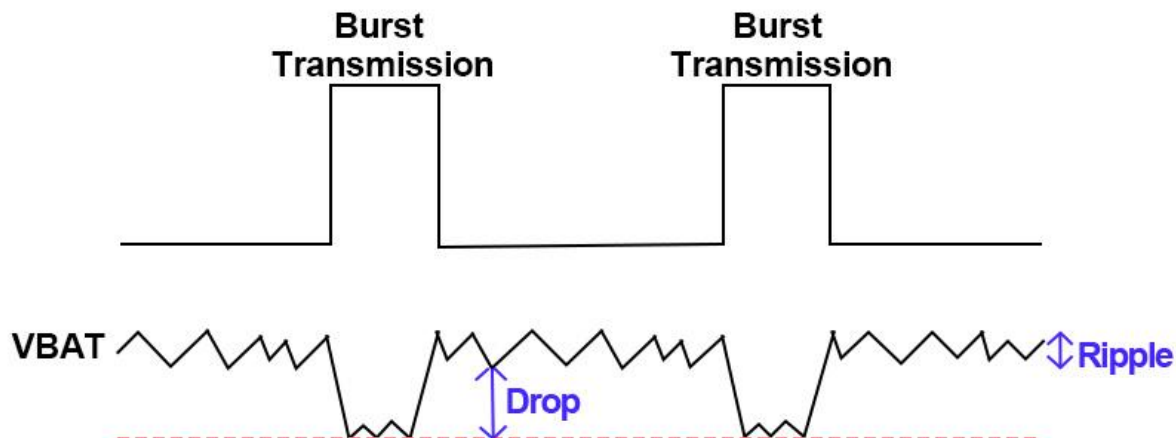 Burst
Transmission
Burst
Transmission
VBAT
Ripple
Drop